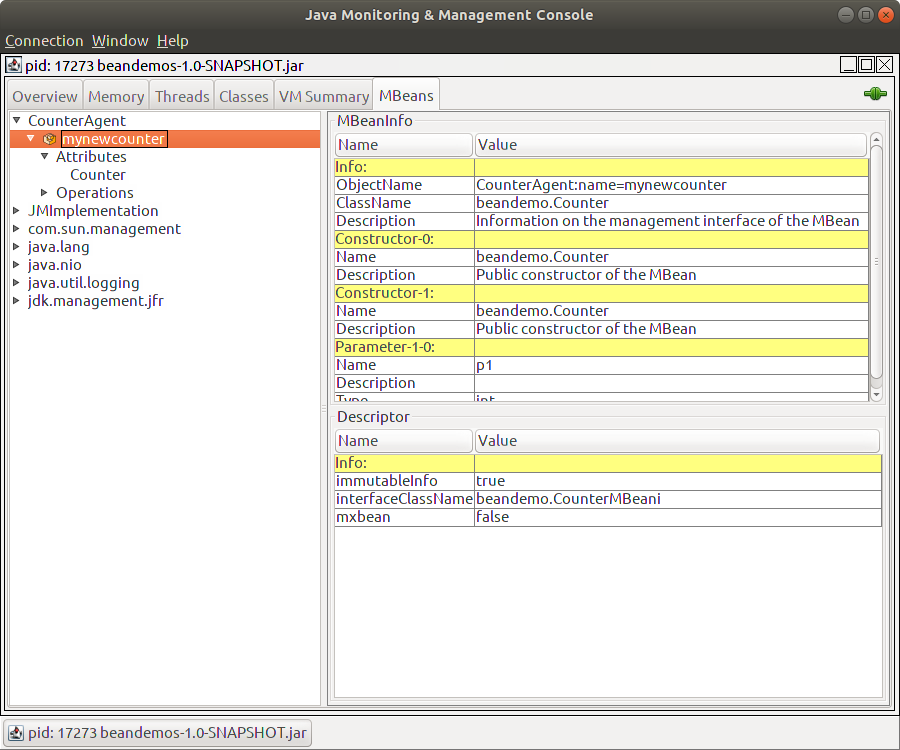 Java Monitoring & Management Console
Connection Window Help
pid: 17273 beandemos-1.0-SNAPSHOT.jar
Overview Memory Threads Classes VM Summary MBeans
CounterAgent
mynewcounter
Attributes
Counter
Operations
JMImplementation
com.sun.management
java.lang
java.nio
java.util.logging
jdk.management.jfr
MBeanInfo
Name Value
Info:
ObjectName CounterAgent:name=mynewcounter
ClassName beandemo.Counter
Description Information on the management interface of the MBean
Constructor-0:
Name beandemo.Counter
Description Public constructor of the MBean
Constructor-1:
Name beandemo.Counter
Description Public constructor of the MBean
Parameter-1-0:
Name p1
Description
Type int
Descriptor
Name Value
Info:
immutableInfo true
interfaceClassName beandemo.CounterMBeani
mxbean false
pid: 17273 beandemos-1.0-SNAPSHOT.jar